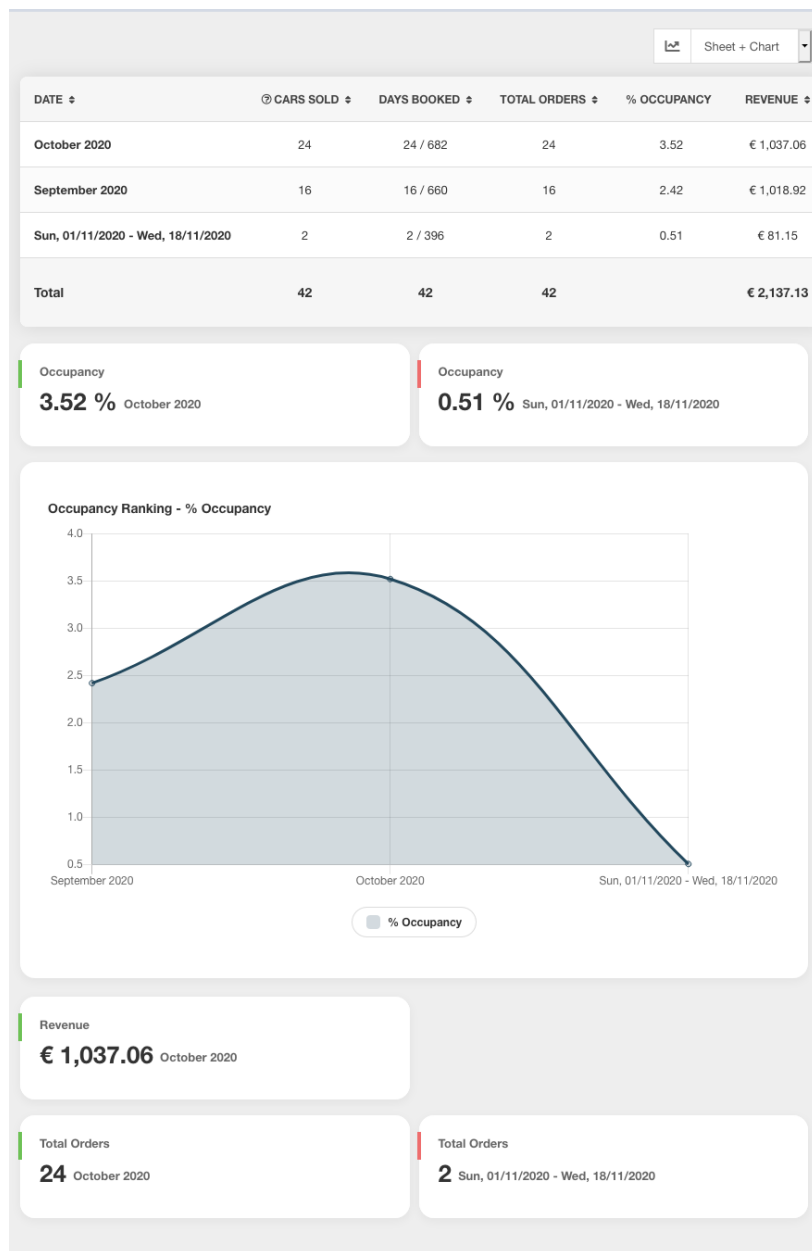 Sheet + Chart
DATE CARS SOLD DAYS BOOKED TOTAL ORDERS % OCCUPANCY REVENUE
October 2020 24 24 / 682 24 3.52 € 1,037.06
September 2020 16 16 / 660 16 2.42 € 1,018.92
Sun, 01/11/2020 - Wed, 18/11/2020 2 2 / 396 2 0.51 € 81.15
Total 42 42 42 € 2,137.13
Occupancy
3.52 % October 2020
Occupancy
0.51 % Sun, 01/11/2020 - Wed, 18/11/2020
Occupancy Ranking - % Occupancy
4.0
3.5
3.0
2.5
2.0
1.5
1.0
0.5
September 2020 October 2020 Sun, 01/11/2020 - Wed, 18/11/2020
% Occupancy
Revenue
€ 1,037.06 October 2020
Total Orders
24 October 2020
Total Orders
2 Sun, 01/11/2020 - Wed, 18/11/2020